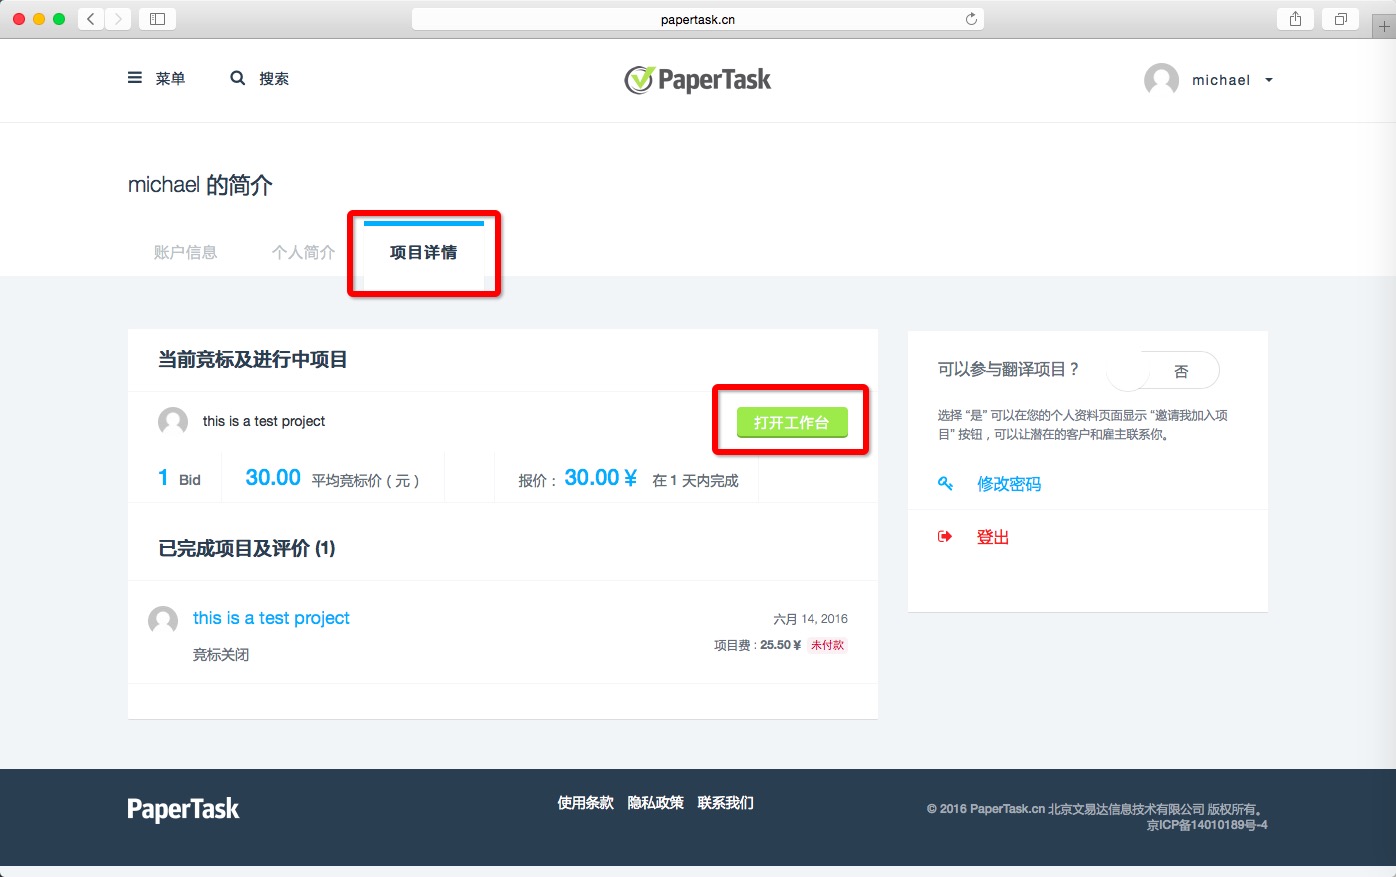 papertask.cn
菜单
搜索
PaperTask
michael
michael 的简介
账户信息
个人简介
项目详情
当前竞标及进行中项目
this is a test project
打开工作台
1 Bid
30.00 平均竞标价（元）
报价： 30.00 ¥ 在 1 天内完成
已完成项目及评价 (1)
this is a test project
六月 14, 2016
竞标关闭
项目费 : 25.50 ¥ 未付款
可以参与翻译项目？
否
选择 “是” 可以在您的个人资料页面显示 “邀请我加入项
目” 按钮，可以让潜在的客户和雇主联系你。
修改密码
登出
PaperTask
使用条款 隐私政策 联系我们
© 2016 PaperTask.cn 北京文易达信息技术有限公司 版权所有。
京ICP备14010189号-4